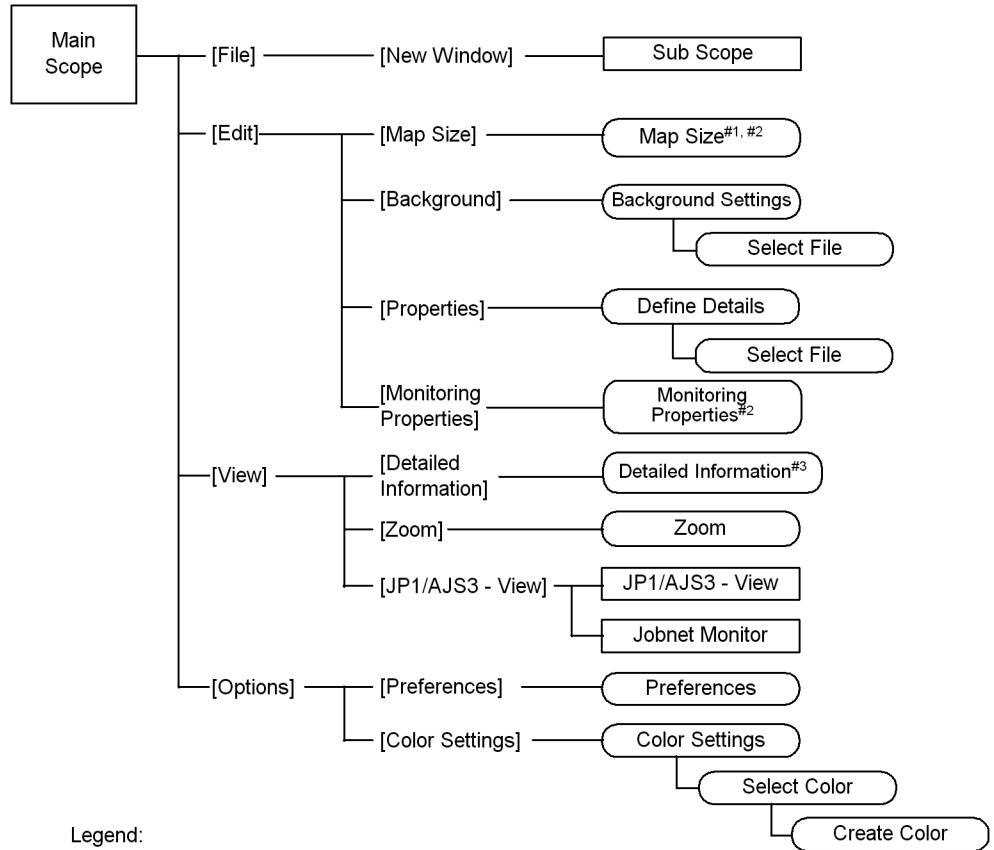 Main
Scope
[File] [New Window] Sub Scope
[Edit] [Map Size] Map Size#1, #2
[Background] Background Settings
Select File
[Properties] Define Details
Select File
[Monitoring
Properties] Monitoring
Properties#2
[View] [Detailed
Information] Detailed Information#3
[Zoom] Zoom
[JP1/AJS3 - View] JP1/AJS3 - View
Jobnet Monitor
[Options] [Preferences] Preferences
[Color Settings] Color Settings
Select Color
Create Color
Legend: